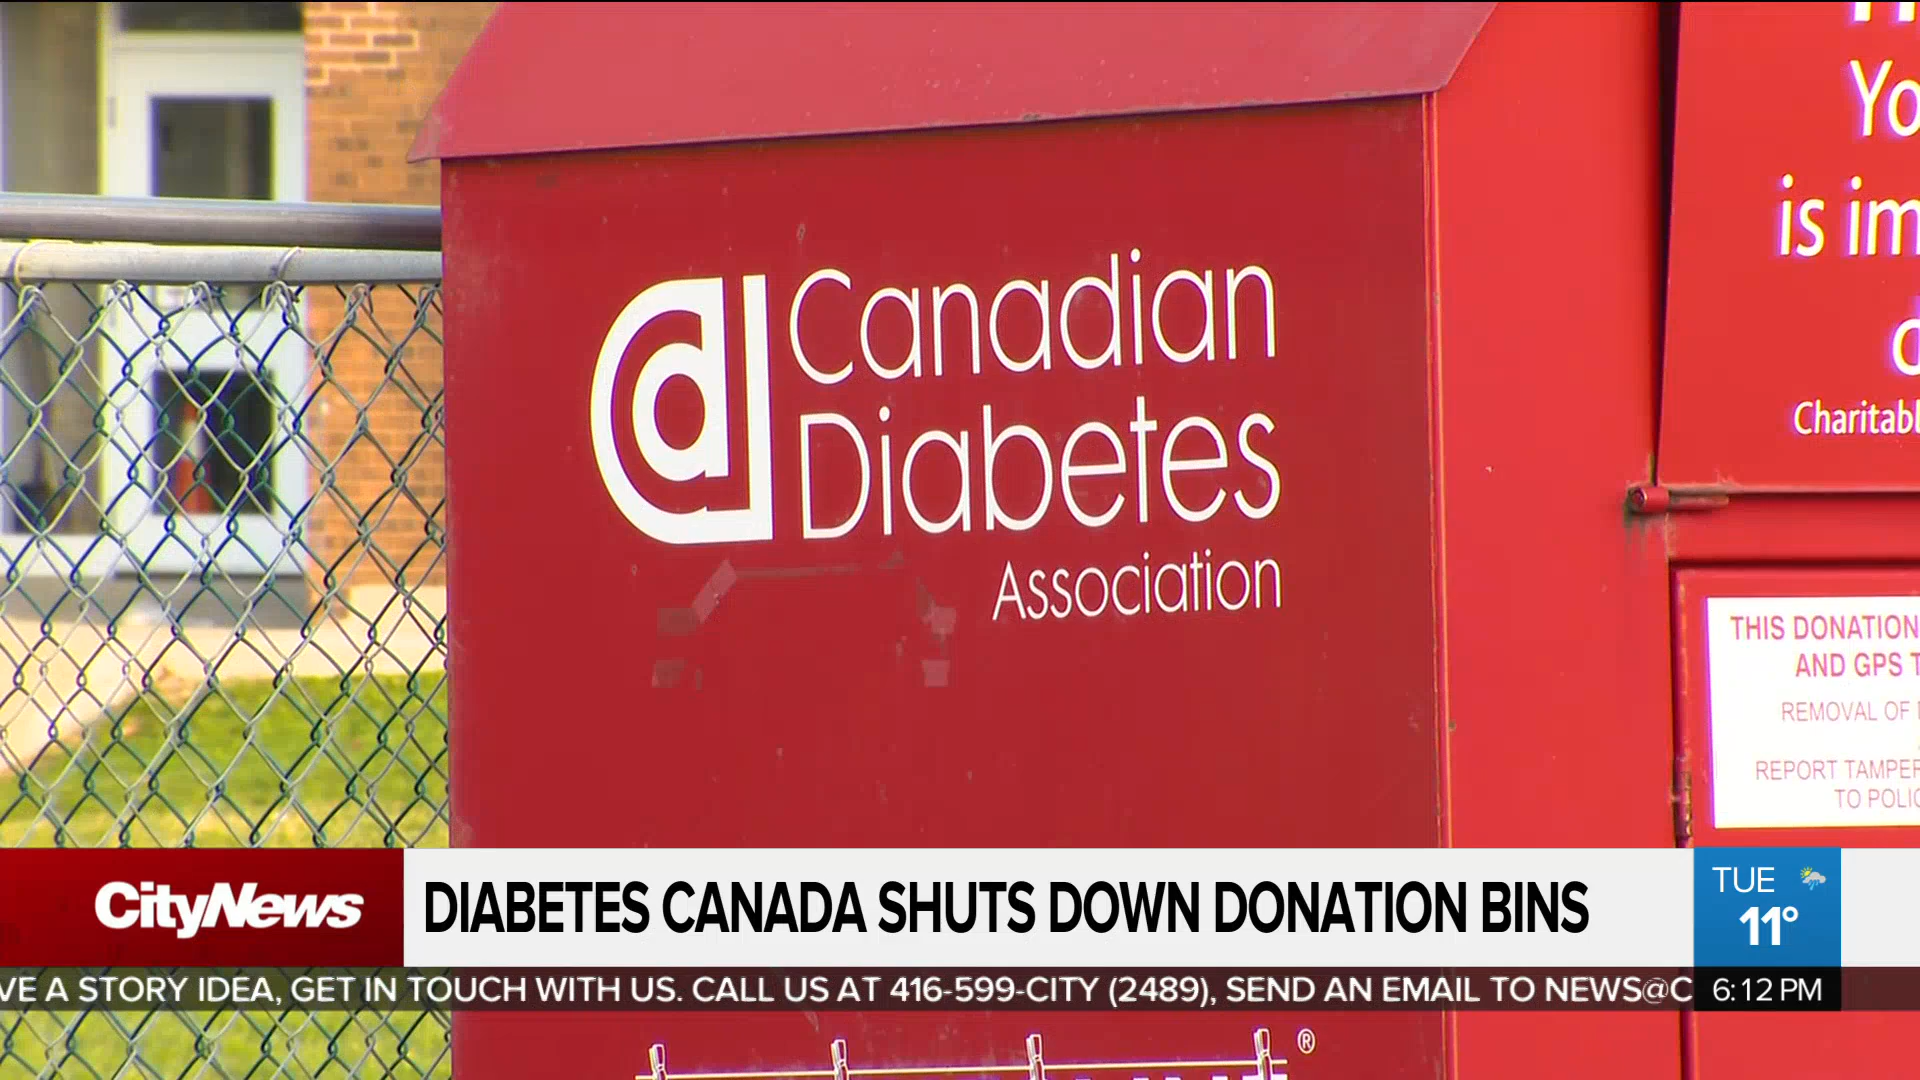 Canadian
Diabetes
Association
Yo
is im
d
Charitabl
THIS DONATION
AND GPS T
REMOVAL OF
REPORT TAMPER
TO POLIC
CityNews
DIABETES CANADA SHUTS DOWN DONATION BINS
TUE
11°
VE A STORY IDEA, GET IN TOUCH WITH US. CALL US AT 416-599-CITY (2489), SEND AN EMAIL TO NEWS@C
6:12 PM
®